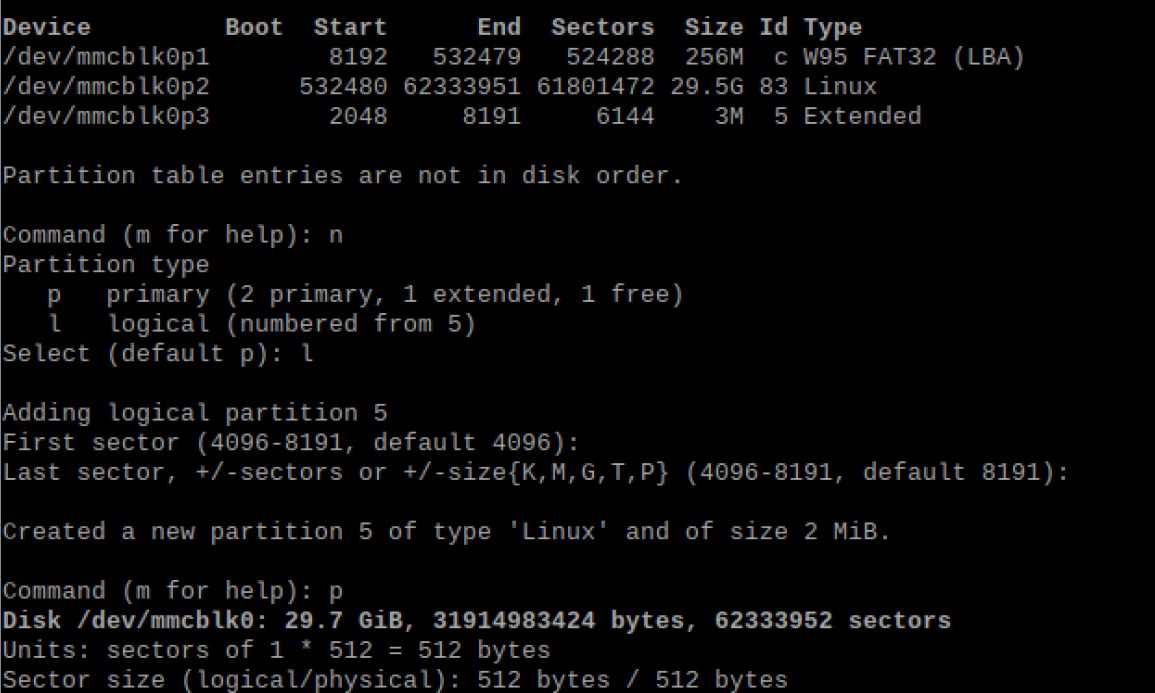 Device Boot Start End Sectors Size Id Type
/dev/mmcblk0p1 8192 532479 524288 256M c W95 FAT32 (LBA)
/dev/mmcblk0p2 532480 62333951 61801472 29.5G 83 Linux
/dev/mmcblk0p3 2048 8191 6144 3M 5 Extended
Partition table entries are not in disk order.
Command (m for help): n
Partition type
p primary (2 primary, 1 extended, 1 free)
l logical (numbered from 5)
Select (default p): l
Adding logical partition 5
First sector (4096-8191, default 4096):
Last sector, +/-sectors or +/-size{K,M,G,T,P} (4096-8191, default 8191):
Created a new partition 5 of type 'Linux' and of size 2 MiB.
Command (m for help): p
Disk /dev/mmcblk0: 29.7 GiB, 31914983424 bytes, 62333952 sectors
Units: sectors of 1 * 512 = 512 bytes
Sector size (logical/physical): 512 bytes / 512 bytes